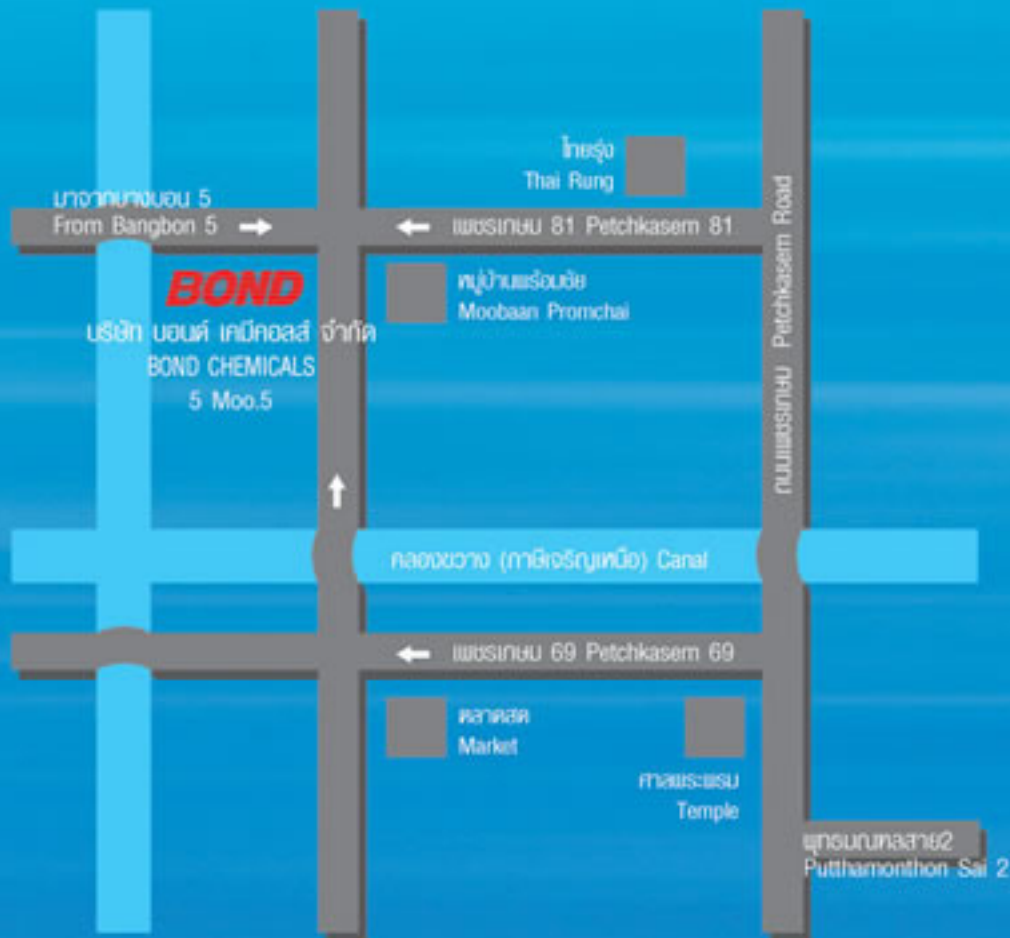 ไทยรุ่ง
Thai Rung
มาจากบางบอน 5
From Bangbon 5
เพชรเกษม 81 Petchkasem 81
ถนนเพชรเกษม Petchkasem Road
BOND
บริษัท บอนด์ เคมีคอลส์ จำกัด
BOND CHEMICALS
5 Moo.5
หมู่บ้านพร้อมชัย
Moobaan Promchai
คลองขวาง (ภาษีเจริญเหนือ) Canal
เพชรเกษม 69 Petchkasem 69
ตลาดสด
Market
ศาลพระพรม
Temple
พุทธมณฑลสาย2
Putthamonthon Sai 2